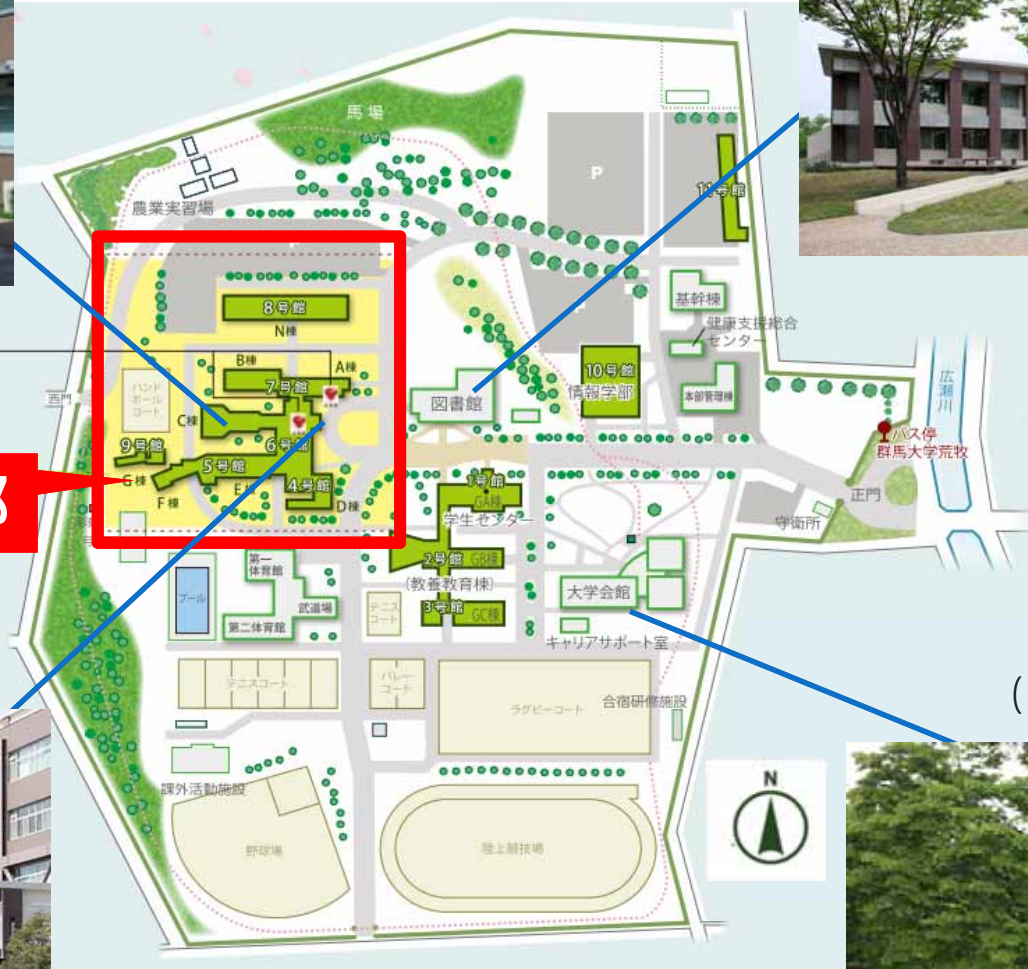 馬場
P
11号館
農業実習場
8号館
N棟
基幹棟
健康支援総合
センター
B棟
A棟
7号館
10号館
情報学部
本部管理棟
図書館
広瀬川
西門
ハンド
ボール
コート
C棟
6号館
9号館
5号館
G棟
F棟
4号館
D棟
バス停
群馬大学荒牧
正門
守衛所
1号館
GA棟
学生センター
2号館
GB棟
(教養教育棟)
3号館
GC棟
大学会館
キャリアサポート室
第一
体育館
プール
武道場
第二体育館
テニス
コート
テニスコート
バレー
コート
ラグビーコート
合宿研修施設
課外活動施設
野球場
陸上競技場
N
(